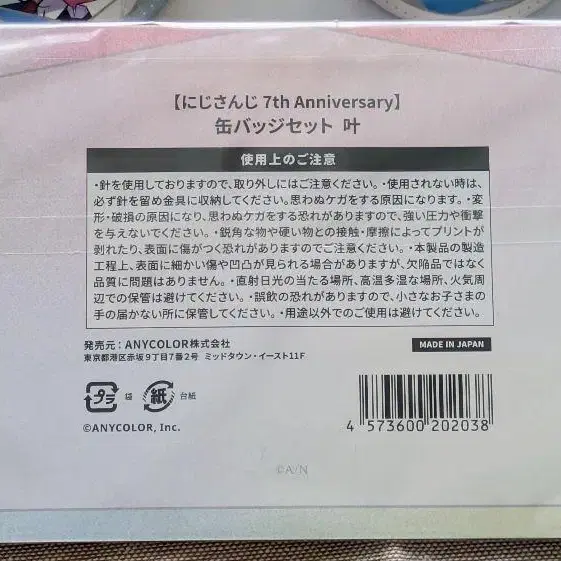 【にじさんじ 7th Anniversary】
缶バッジセット 叶
使用上のご注意
・針を使用しておりますので、取り外しにはご注意ください。・使用されない時は、
必ず針を留め金具に収納してください。思わぬケガをする原因になります。・変
形・破損の原因になり、思わぬケガをする恐れがありますので、強い圧力や衝撃
を与えないでください。・鋭角な物や硬い物との接触・摩擦によってプリントが
剥れたり、表面に傷がつく恐れがありますのでご注意ください。・本製品の製造
工程上、表面に細かい傷や凹凸が見られる場合がありますが、欠陥品ではなく
品質に問題はありません。・直射日光の当たる場所、高温多湿な場所、火気周
辺での保管は避けてください。・誤飲の恐れがありますので、小さなお子さまの
手の届かない所に保管してください。・用途以外でのご使用は避けてください。
発売元：ANYCOLOR株式会社
東京都港区赤坂9丁目7番2号 ミッドタウン・イースト11F
MADE IN JAPAN
プラ 袋 紙 台紙
©ANYCOLOR, Inc.
4 573600 202038
©A/N